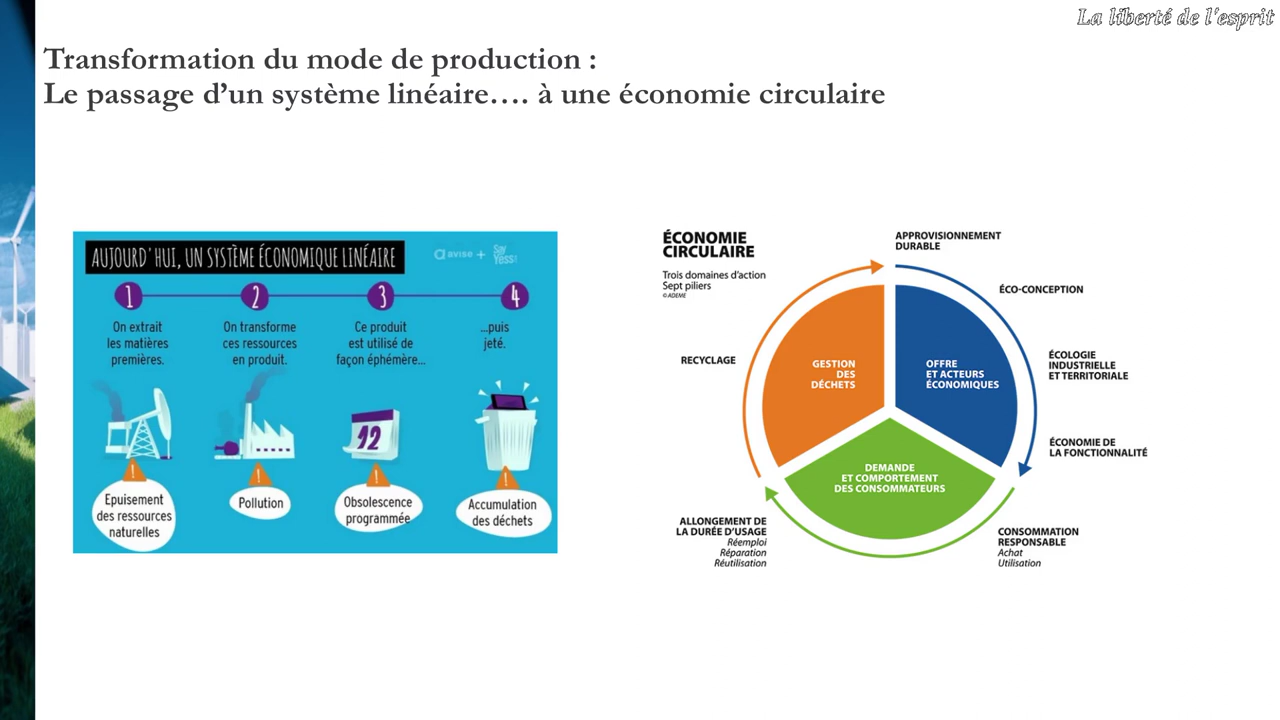 La liberté de l'esprit
Transformation du mode de production :
Le passage d’un système linéaire…. à une économie circulaire
AUJOURD'HUI, UN SYSTÈME ÉCONOMIQUE LINÉAIRE
avise +
Say
Yess!
1
2
3
4
On extrait
les matières
premières.
On transforme
ces ressources
en produit.
Ce produit
est utilisé de
façon éphémère...
...puis
jeté.
12
!
!
!
!
Epuisement
des ressources
naturelles
Pollution
Obsolescence
programmée
Accumulation
des déchets
ÉCONOMIE
CIRCULAIRE
Trois domaines d’action
Sept piliers
© ADEME
APPROVISIONNEMENT
DURABLE
ÉCO-CONCEPTION
ÉCOLOGIE
INDUSTRIELLE
ET TERRITORIALE
ÉCONOMIE DE
LA FONCTIONNALITÉ
CONSOMMATION
RESPONSABLE
Achat
Utilisation
ALLONGEMENT DE
LA DURÉE D’USAGE
Réemploi
Réparation
Réutilisation
RECYCLAGE
GESTION
DES
DÉCHETS
OFFRE
ET ACTEURS
ÉCONOMIQUES
DEMANDE
ET COMPORTEMENT
DES CONSOMMATEURS